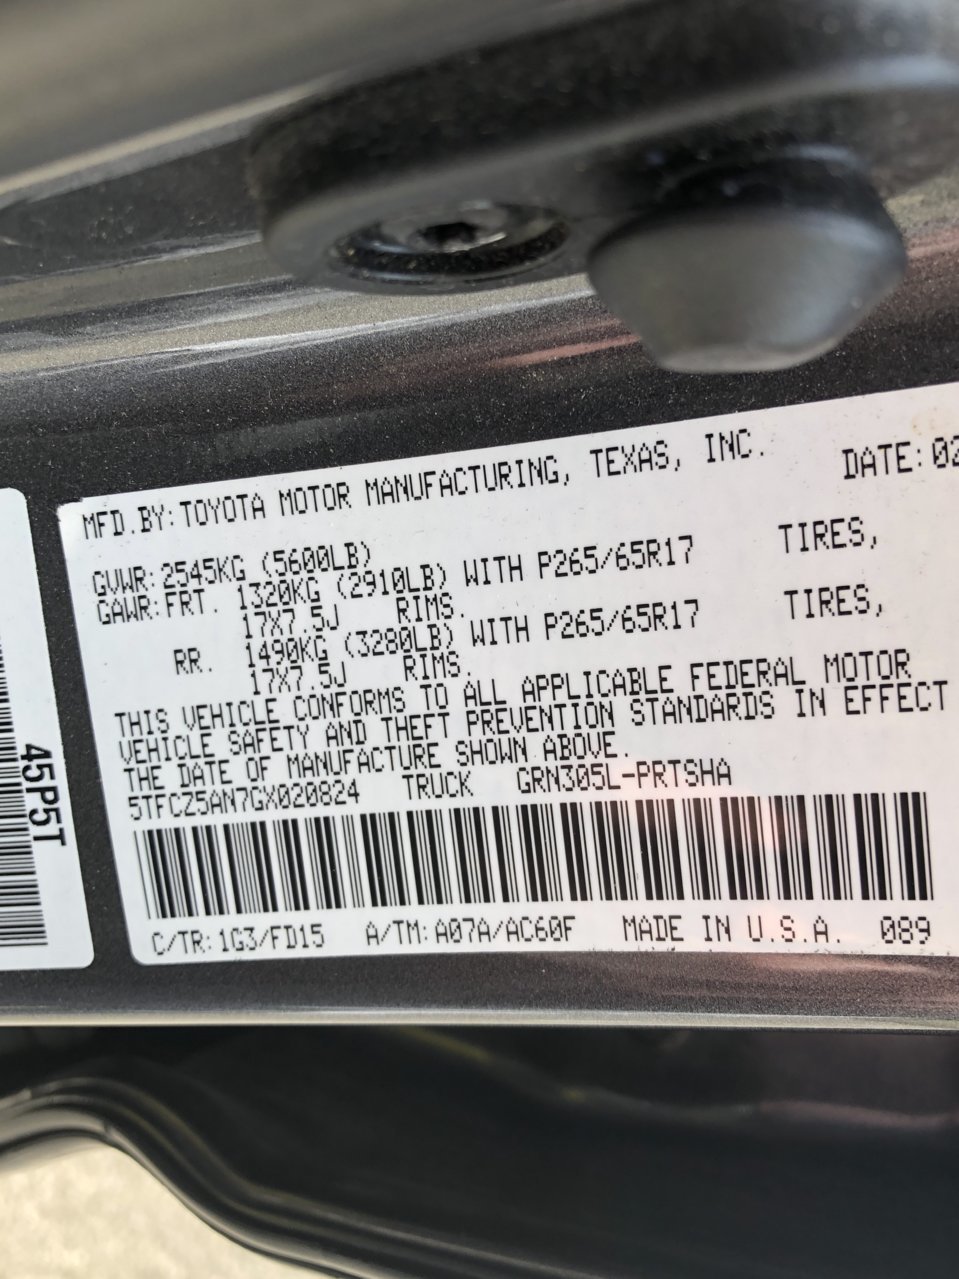 MFD.BY:TOYOTA MOTOR MANUFACTURING, TEXAS, INC. DATE:02
GVWR:2545KG (5600LB)
GAWR:FRT. 1320KG (2910LB) WITH P265/65R17 TIRES,
17X7.5J RIMS.
RR. 1490KG (3280LB) WITH P265/65R17 TIRES,
17X7.5J RIMS.
THIS VEHICLE CONFORMS TO ALL APPLICABLE FEDERAL MOTOR
VEHICLE SAFETY AND THEFT PREVENTION STANDARDS IN EFFECT
THE DATE OF MANUFACTURE SHOWN ABOVE.
5TFCZ5AN7GX020824 TRUCK GRN305L-PRTSHA
C/TR:1G3/FD15 A/TM:A07A/AC60F MADE IN U.S.A. 089
45P5T